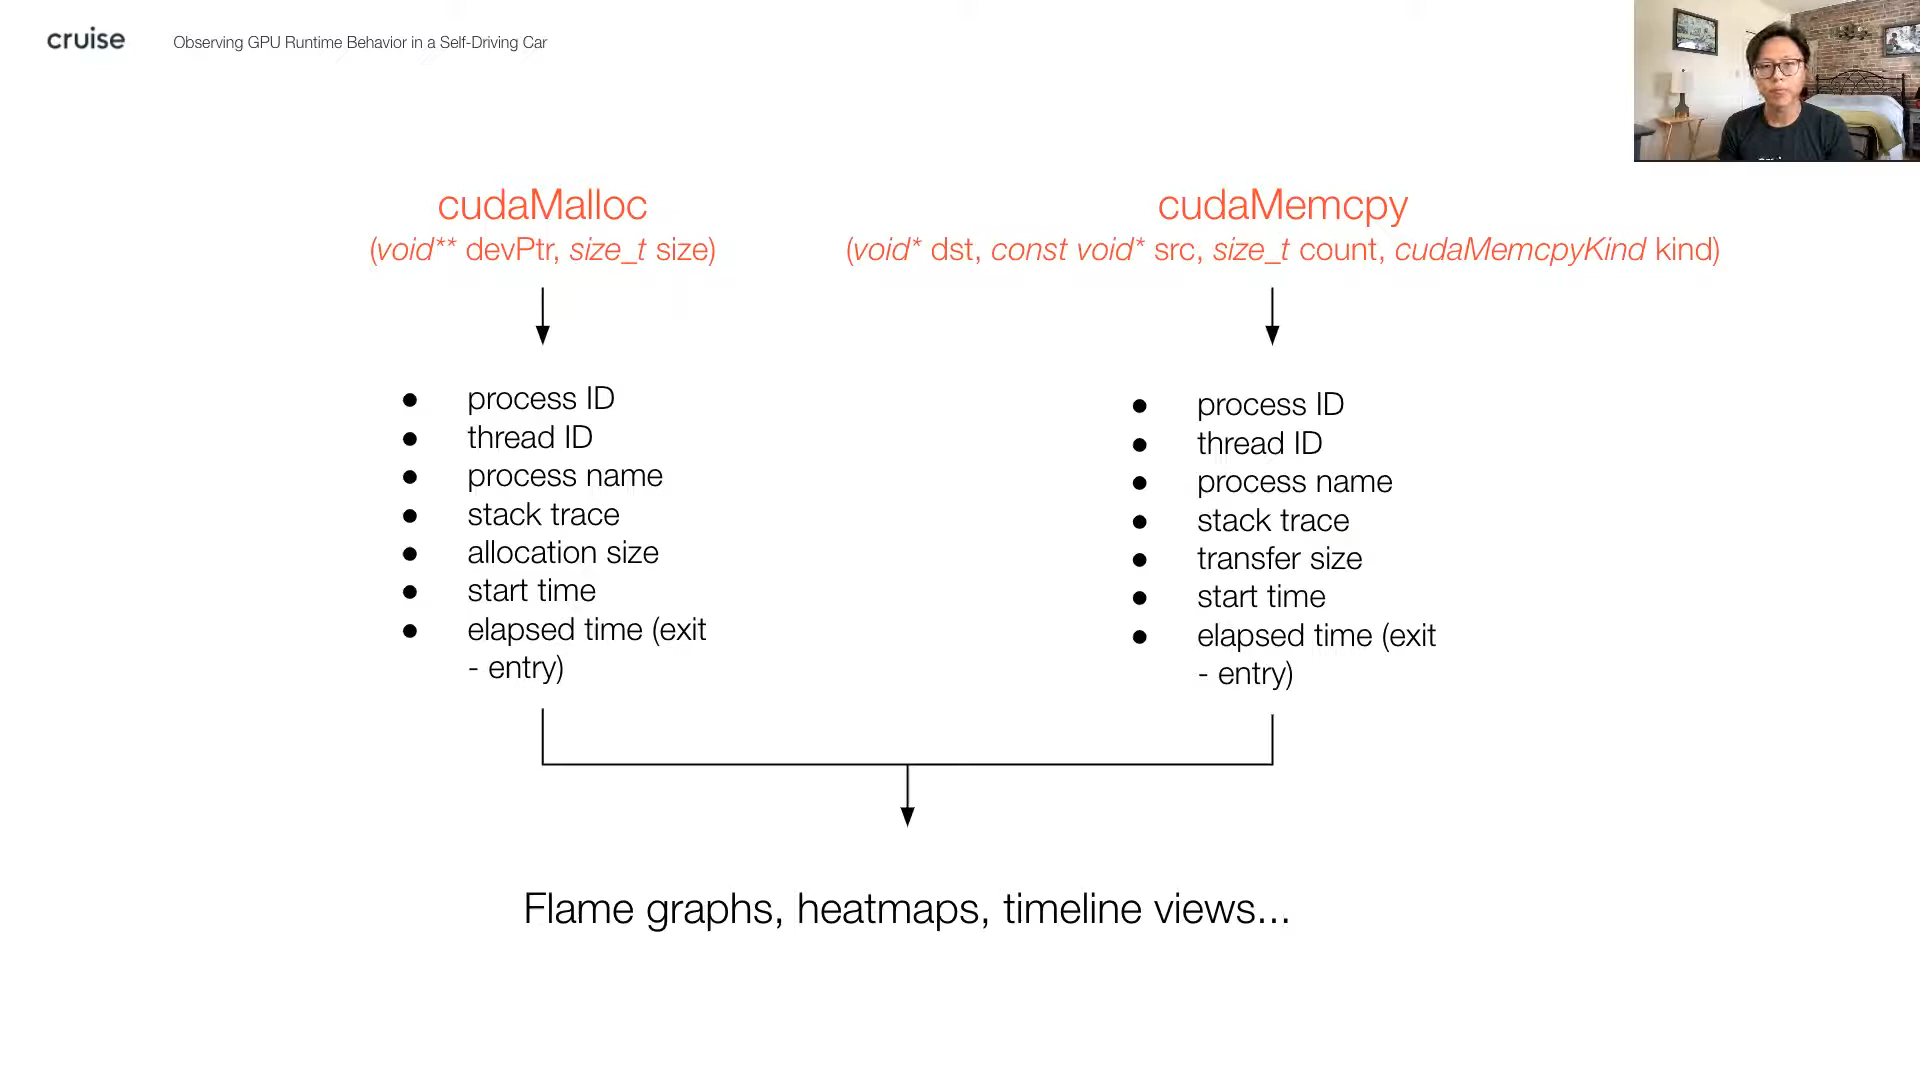 cruise
Observing GPU Runtime Behavior in a Self-Driving Car
cudaMalloc
(void** devPtr, size_t size)
● process ID
● thread ID
● process name
● stack trace
● allocation size
● start time
● elapsed time (exit
- entry)
cudaMemcpy
(void* dst, const void* src, size_t count, cudaMemcpyKind kind)
● process ID
● thread ID
● process name
● stack trace
● transfer size
● start time
● elapsed time (exit
- entry)
Flame graphs, heatmaps, timeline views...